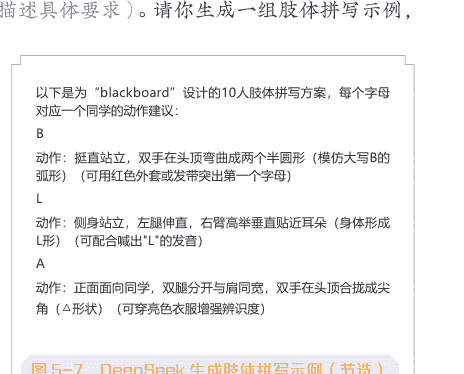 描述具体要求）。请你生成一组肢体拼写示例，
以下是为“blackboard”设计的10人肢体拼写方案，每个字母
对应一个同学的动作建议：
B
动作：挺直站立，双手在头顶弯曲成两个半圆形（模仿大写B的
弧形）（可用红色外套或发带突出第一个字母）
L
动作：侧身站立，左腿伸直，右臂高举垂直贴近耳朵（身体形成
L形）（可配合喊出"L"的发音）
A
动作：正面面向同学，双腿分开与肩同宽，双手在头顶合拢成尖
角（△形状）（可穿亮色衣服增强辨识度）
图 5-7　DeepSeek 生成肢体拼写示例（节选）